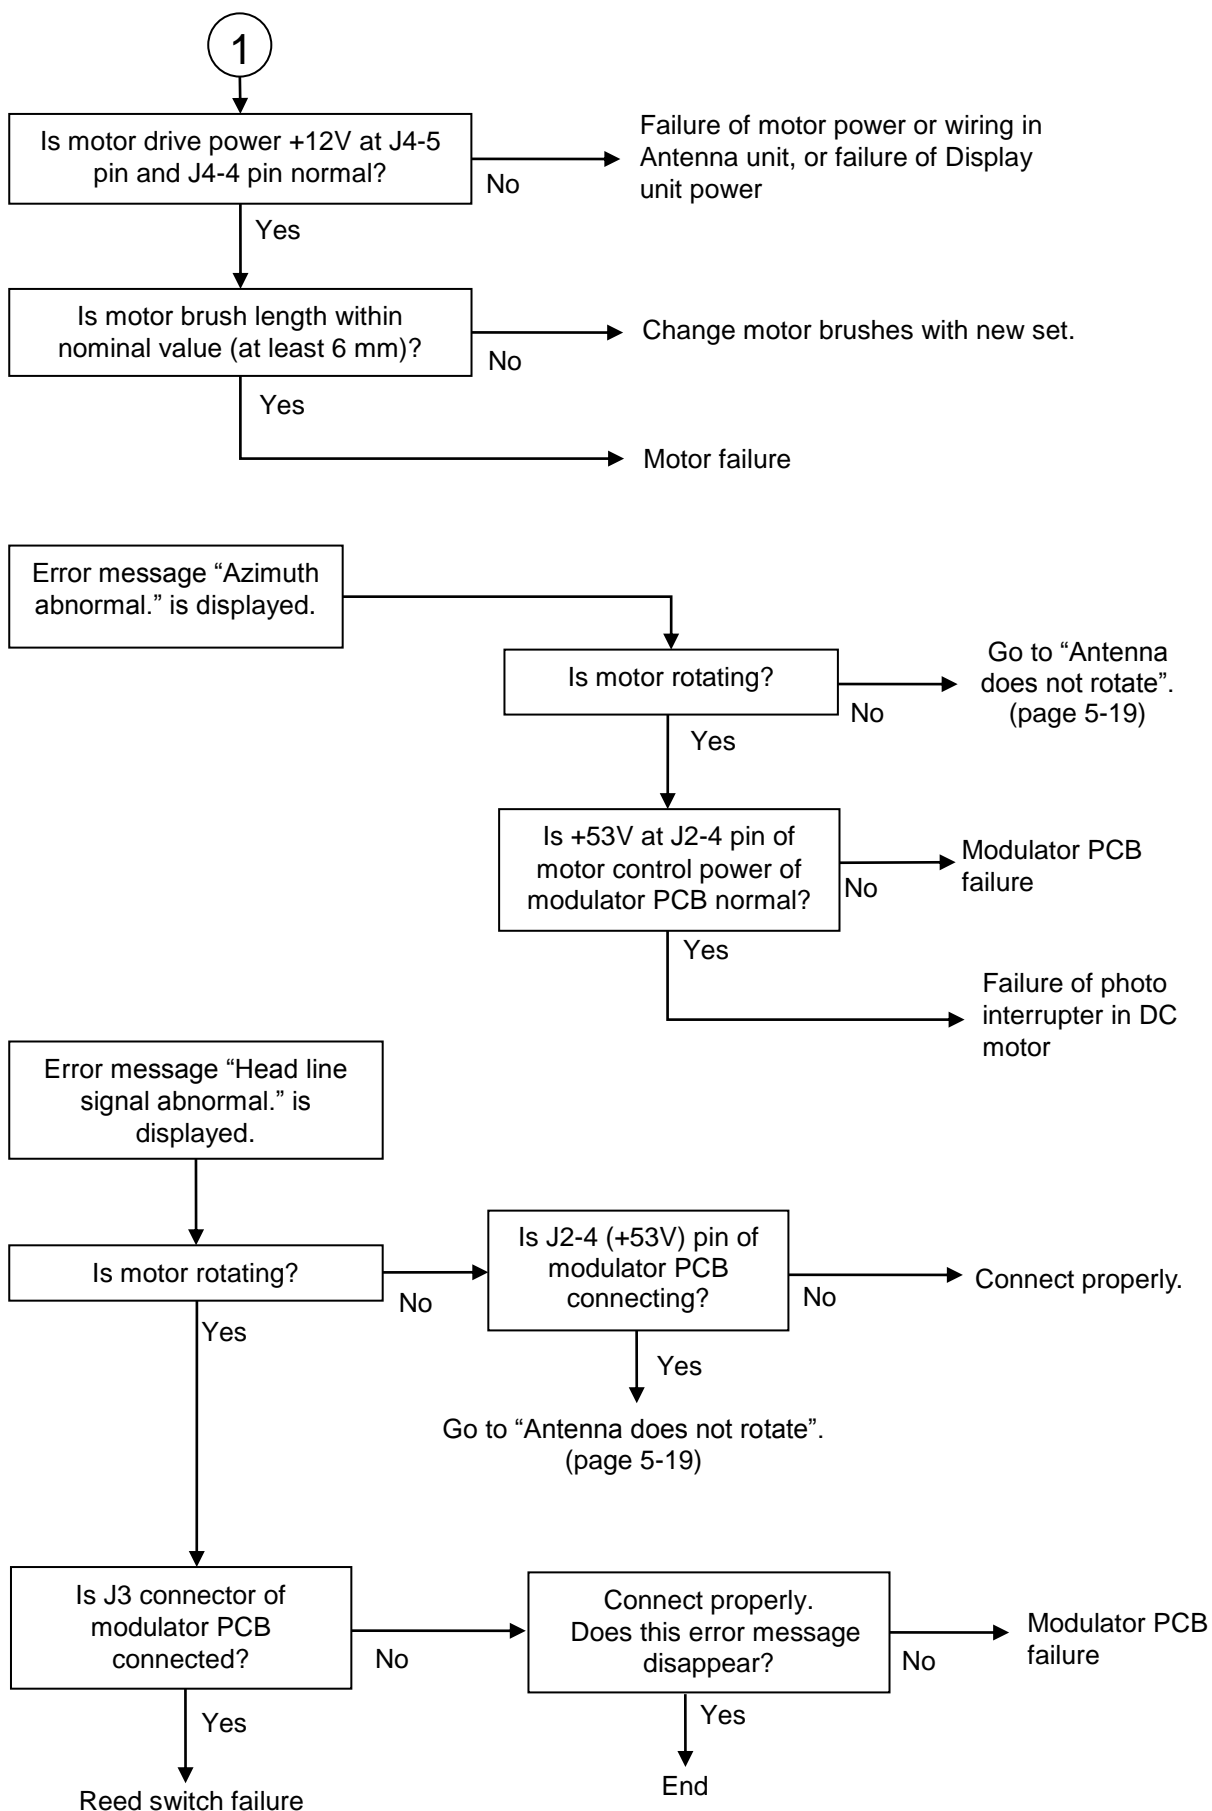 1
Is motor drive power +12V at J4-5
pin and J4-4 pin normal?
No
Failure of motor power or wiring in
Antenna unit, or failure of Display
unit power
Yes
Is motor brush length within
nominal value (at least 6 mm)?
No
Change motor brushes with new set.
Yes
Motor failure
Error message “Azimuth
abnormal.” is displayed.
Is motor rotating?
No
Go to “Antenna
does not rotate”.
(page 5-19)
Yes
Is +53V at J2-4 pin of
motor control power of
modulator PCB normal?
No
Modulator PCB
failure
Yes
Failure of photo
interrupter in DC
motor
Error message “Head line
signal abnormal.” is
displayed.
Is motor rotating?
No
Is J2-4 (+53V) pin of
modulator PCB
connecting?
No
Connect properly.
Yes
Yes
Go to “Antenna does not rotate”.
(page 5-19)
Is J3 connector of
modulator PCB
connected?
No
Connect properly.
Does this error message
disappear?
No
Modulator PCB
failure
Yes
Yes
Reed switch failure
End